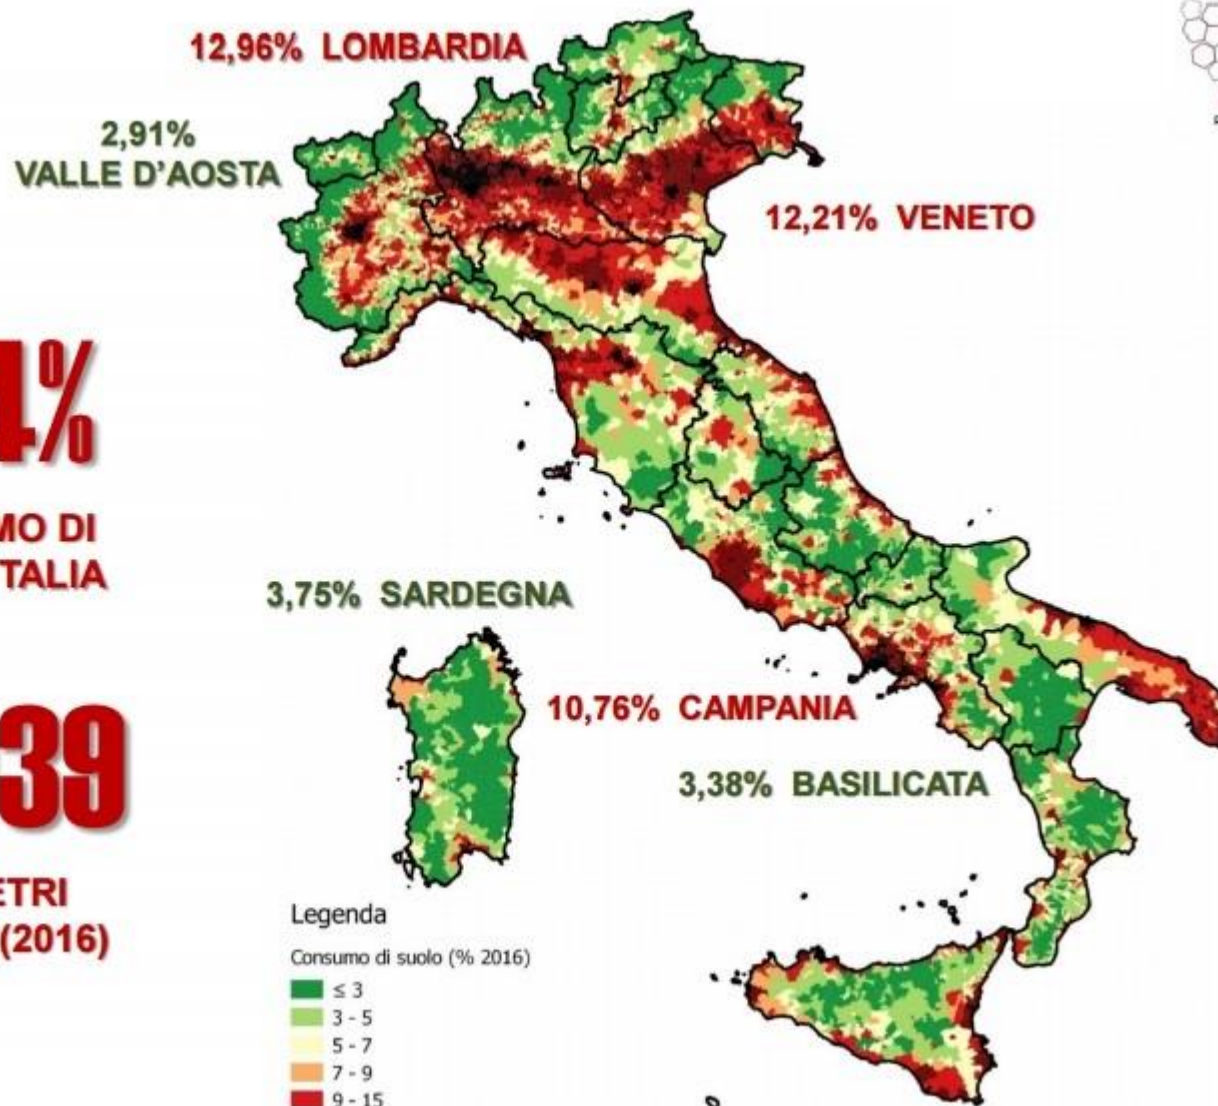 12,96% LOMBARDIA
2,91%
VALLE D'AOSTA
12,21% VENETO
4%
MO DI
TALIA
3,75% SARDEGNA
10,76% CAMPANIA
3,38% BASILICATA
39
ETRI
(2016)
Legenda
Consumo di suolo (% 2016)
≤ 3
3 - 5
5 - 7
7 - 9
9 - 15